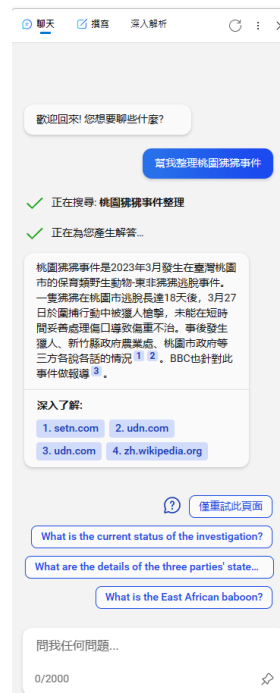 聊天 撰寫 深入解析
歡迎回來! 您想要聊些什麼?
幫我整理桃園狒狒事件
正在搜尋: 桃園狒狒事件整理
正在為您產生解答...
桃園狒狒事件是2023年3月發生在臺灣桃園
市的保育類野生動物-東非狒狒逃脫事件。
一隻狒狒在桃園市逃脫長達18天後，3月27
日於圍捕行動中被獵人槍擊，未能在短時
間妥善處理傷口導致傷重不治。事後發生
獵人、新竹縣政府農業處、桃園市政府等
三方各說各話的情況 1 2 。BBC也針對此
事件做報導 3 。
深入了解:
1. setn.com 2. udn.com
3. udn.com 4. zh.wikipedia.org
僅重試此頁面
What is the current status of the investigation?
What are the details of the three parties' state...
What is the East African baboon?
問我任何問題...
0/2000